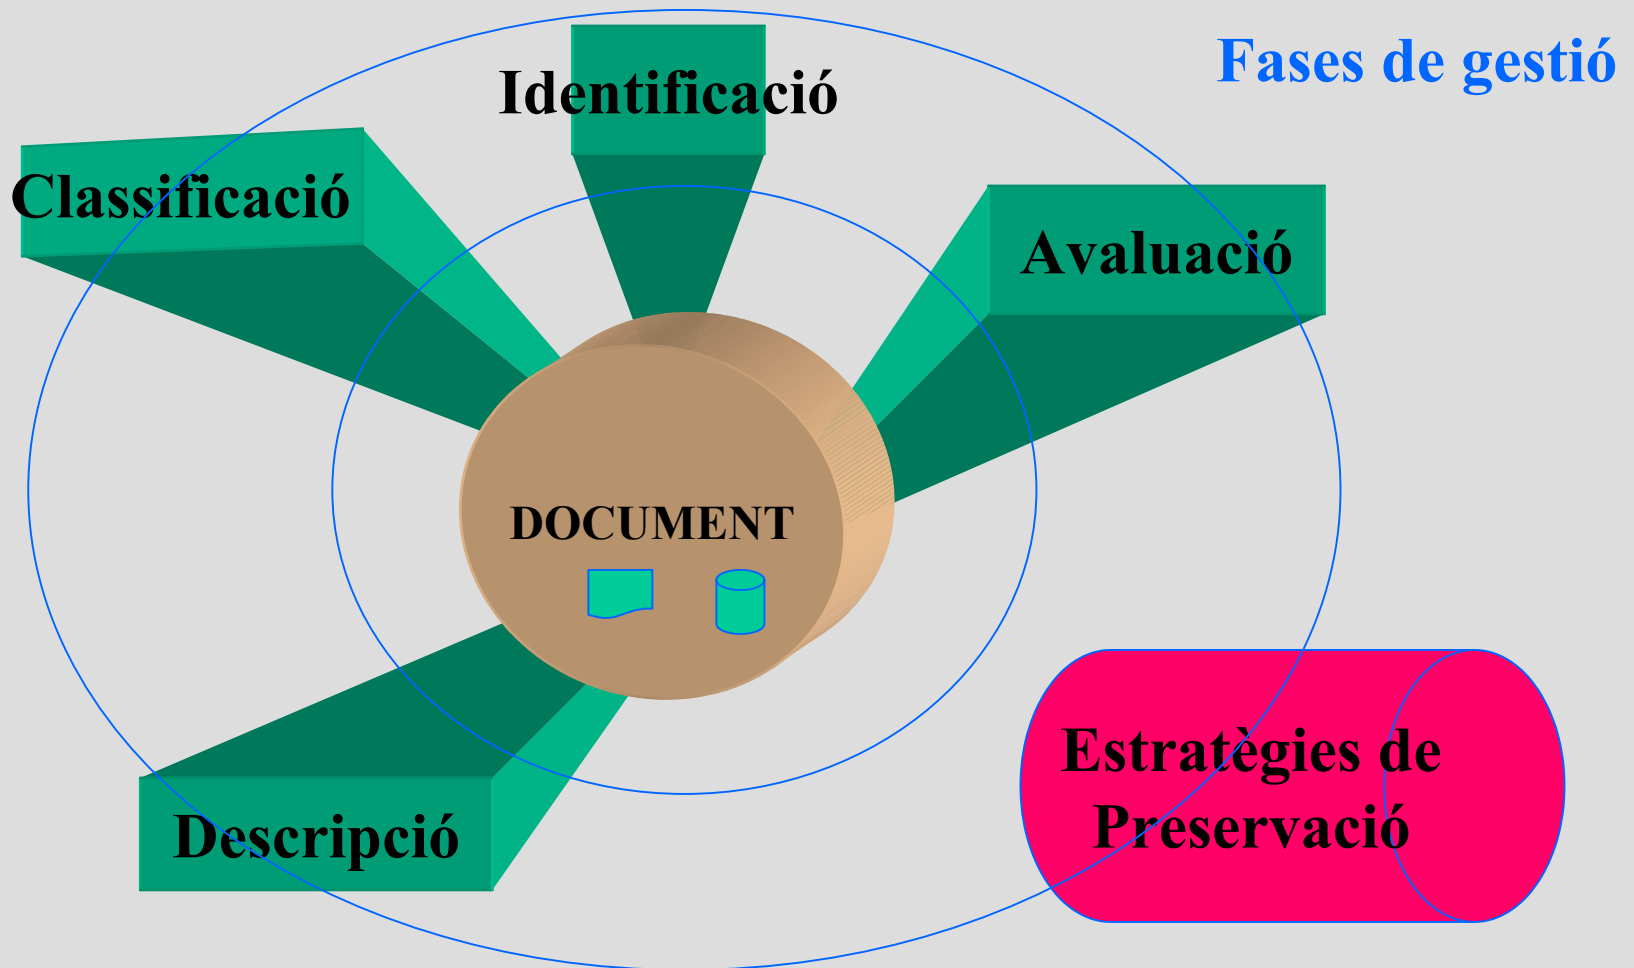 Fases de gestió
Identificació
Classificació
Avaluació
DOCUMENT
Estratègies de
Preservació
Descripció